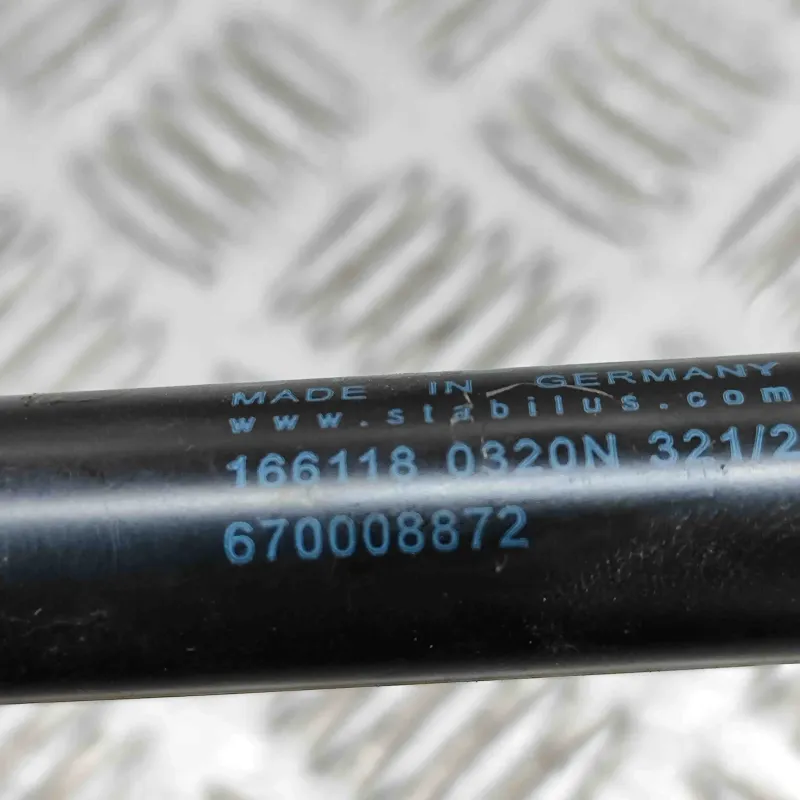 MADE IN GERMANY
www.stabilus.com
166118 0320N 321/2
670008872